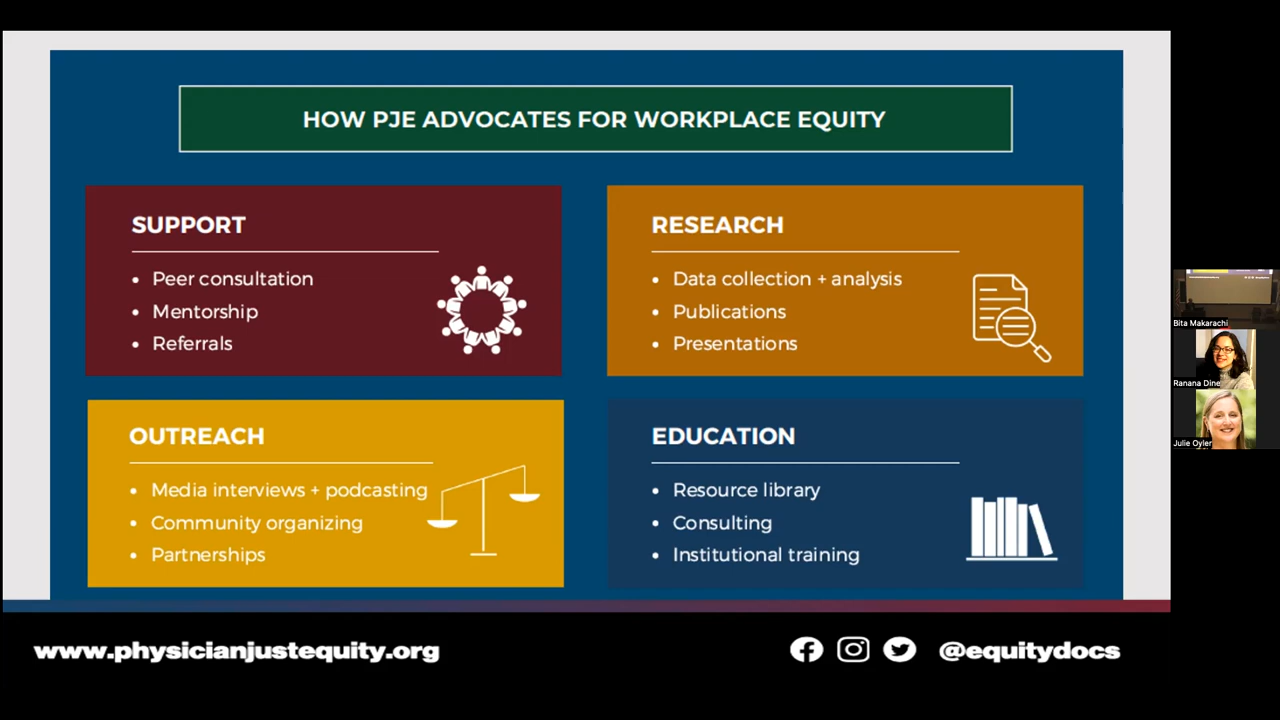 HOW PJE ADVOCATES FOR WORKPLACE EQUITY
SUPPORT
• Peer consultation
• Mentorship
• Referrals
RESEARCH
• Data collection + analysis
• Publications
• Presentations
OUTREACH
• Media interviews + podcasting
• Community organizing
• Partnerships
EDUCATION
• Resource library
• Consulting
• Institutional training
www.physicianjustequity.org
@equitydocs
Bita Makarachi
Ranana Dine
Julie Oyler